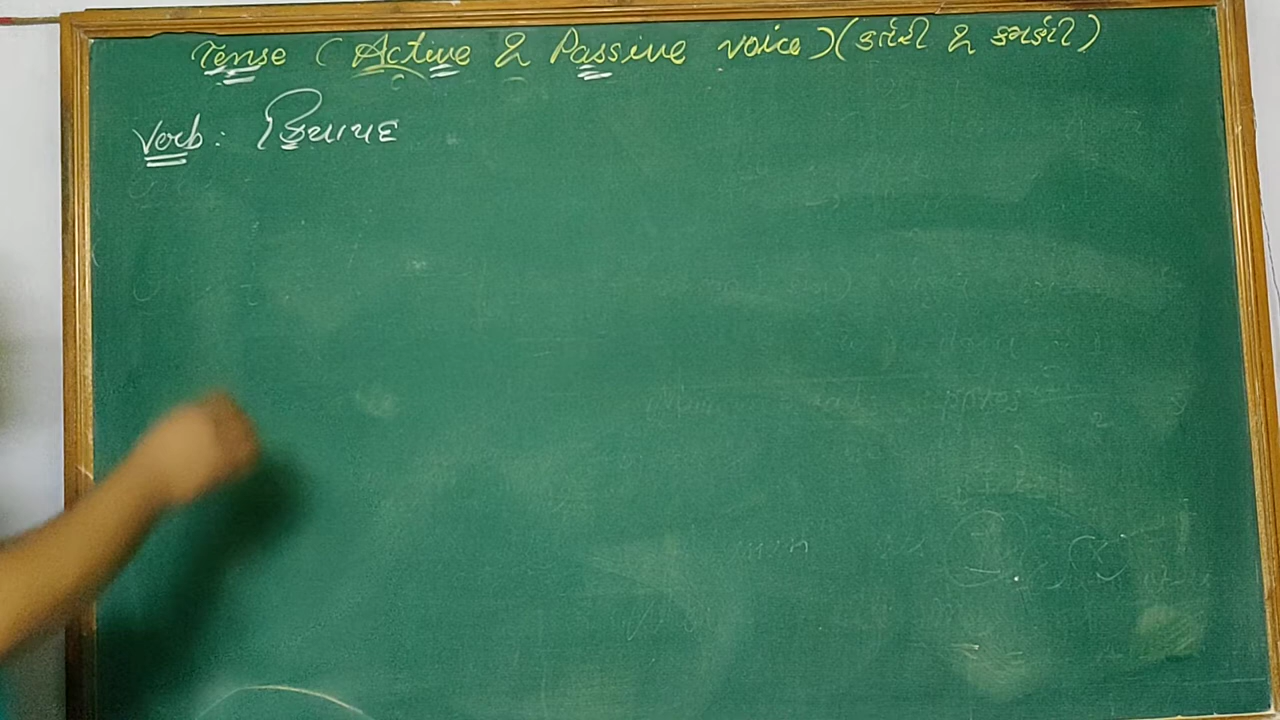 Tense ( Active & Passive voice ) (કર્તરી & કર્મણી)
Verb : ક્રિયાપદ